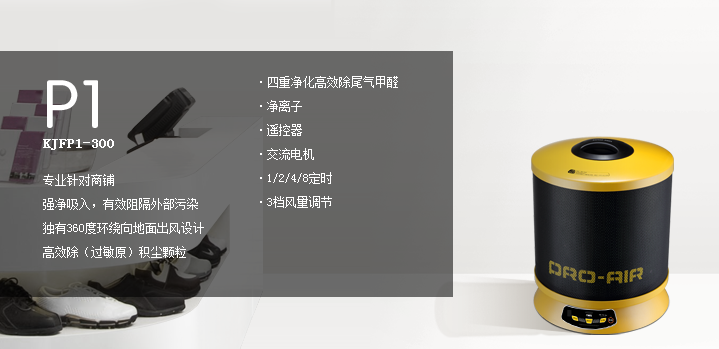 P1
KJFP1-300
专业针对商铺
强净吸入，有效阻隔外部污染
独有360度环绕向地面出风设计
高效除（过敏原）积尘颗粒
·四重净化高效除尾气甲醛
·净离子
·遥控器
·交流电机
·1/2/4/8定时
·3档风量调节
PRO-AIR